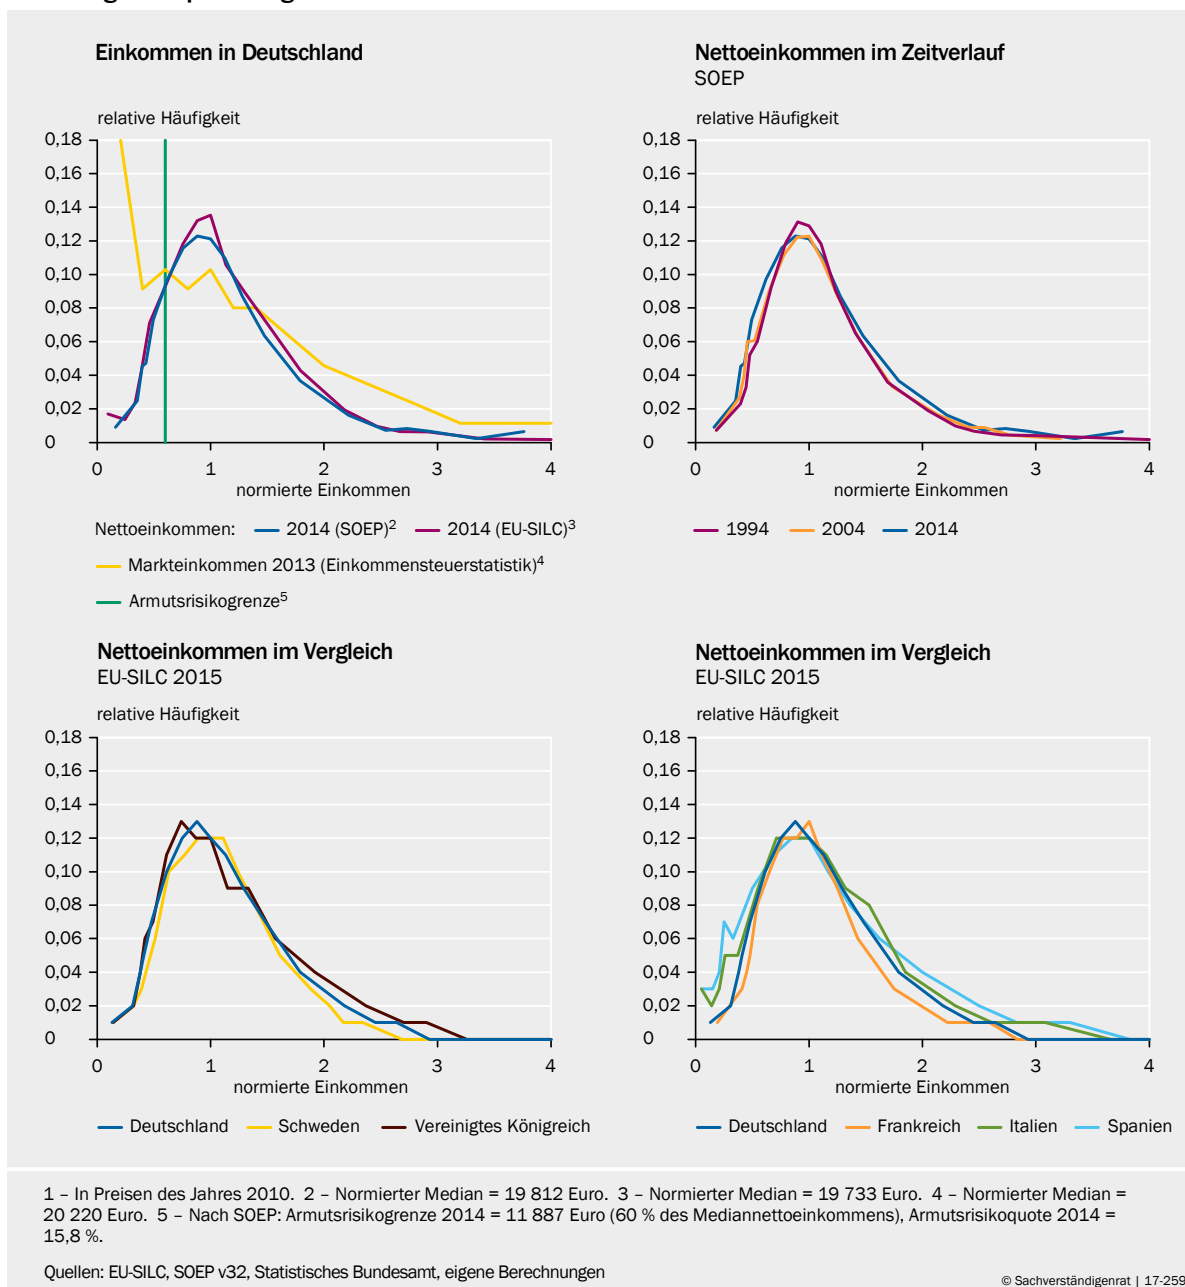 Einkommen in Deutschland
relative Häufigkeit
0,18
0,16
0,14
0,12
0,10
0,08
0,06
0,04
0,02
0
0 1 2 3 4
normierte Einkommen
Nettoeinkommen: 2014 (SOEP)2 2014 (EU-SILC)3
Markteinkommen 2013 (Einkommensteuerstatistik)4
Armutsrisikogrenze5
Nettoeinkommen im Zeitverlauf
SOEP
relative Häufigkeit
0,18
0,16
0,14
0,12
0,10
0,08
0,06
0,04
0,02
0
0 1 2 3 4
normierte Einkommen
1994 2004 2014
Nettoeinkommen im Vergleich
EU-SILC 2015
relative Häufigkeit
0,18
0,16
0,14
0,12
0,10
0,08
0,06
0,04
0,02
0
0 1 2 3 4
normierte Einkommen
Deutschland Schweden Vereinigtes Königreich
Nettoeinkommen im Vergleich
EU-SILC 2015
relative Häufigkeit
0,18
0,16
0,14
0,12
0,10
0,08
0,06
0,04
0,02
0
0 1 2 3 4
normierte Einkommen
Deutschland Frankreich Italien Spanien
1 – In Preisen des Jahres 2010. 2 – Normierter Median = 19 812 Euro. 3 – Normierter Median = 19 733 Euro. 4 – Normierter Median =
20 220 Euro. 5 – Nach SOEP: Armutsrisikogrenze 2014 = 11 887 Euro (60 % des Mediannettoeinkommens), Armutsrisikoquote 2014 =
15,8 %.
Quellen: EU-SILC, SOEP v32, Statistisches Bundesamt, eigene Berechnungen
© Sachverständigenrat | 17-259